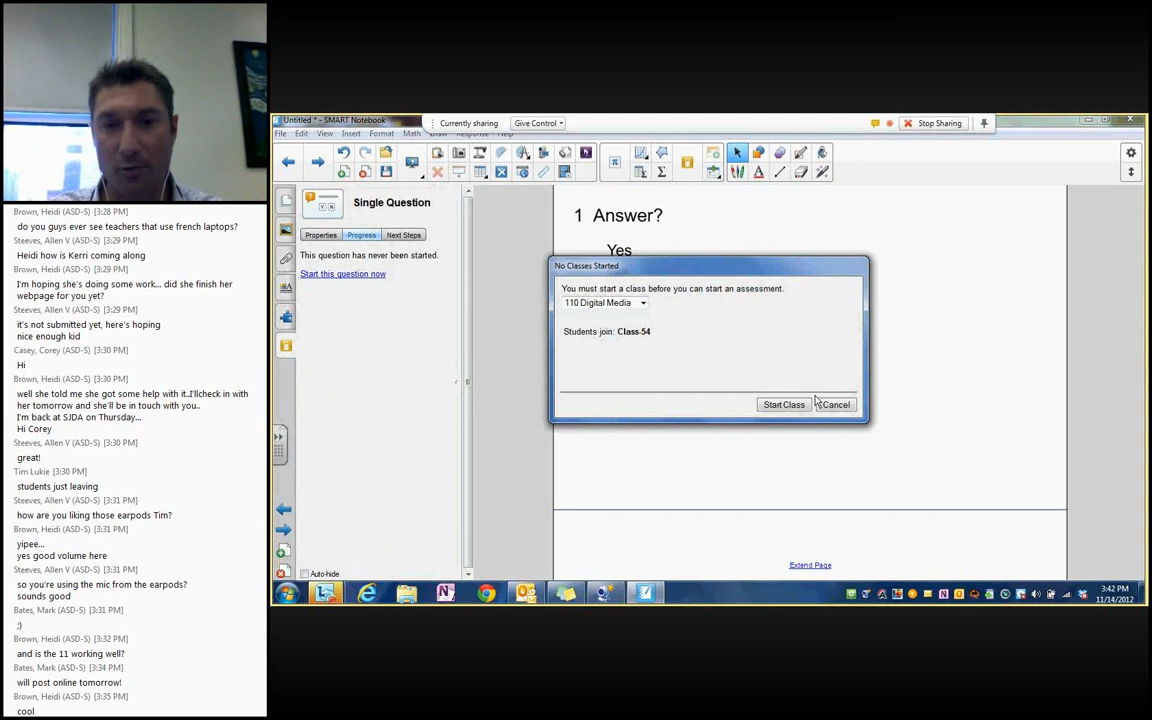 Brown, Heidi (ASD-S) [3:28 PM]
do you guys ever see teachers that use french laptops?
Steeves, Allen V (ASD-S) [3:29 PM]
Heidi how is Kerri coming along
Brown, Heidi (ASD-S) [3:29 PM]
I'm hoping she's doing some work... did she finish her
webpage for you yet?
Steeves, Allen V (ASD-S) [3:29 PM]
it's not submitted yet, here's hoping
nice enough kid
Casey, Corey (ASD-S) [3:30 PM]
Hi
Brown, Heidi (ASD-S) [3:30 PM]
well she told me she got some help with it..I'llcheck in with
her tomorrow and she'll be in touch with you..
I'm back at SJDA on Thursday...
Hi Corey
Steeves, Allen V (ASD-S) [3:30 PM]
great!
Tim Lukie [3:30 PM]
students just leaving
Steeves, Allen V (ASD-S) [3:31 PM]
how are you liking those earpods Tim?
Brown, Heidi (ASD-S) [3:31 PM]
yipee...
yes good volume here
Steeves, Allen V (ASD-S) [3:31 PM]
so you're using the mic from the earpods?
sounds good
Bates, Mark (ASD-S) [3:31 PM]
;)
Brown, Heidi (ASD-S) [3:32 PM]
and is the 11 working well?
Bates, Mark (ASD-S) [3:34 PM]
will post online tomorrow!
Brown, Heidi (ASD-S) [3:35 PM]
cool
Untitled * - SMART Notebook
Currently sharing
Give Control
Stop Sharing
File Edit View Insert Format Math Draw Response Help
Single Question
Properties Progress Next Steps
This question has never been started.
Start this question now
Auto-hide
1 Answer?
Yes
No Classes Started
You must start a class before you can start an assessment.
110 Digital Media
Students join: Class-54
Start Class Cancel
Extend Page
3:42 PM
11/14/2012